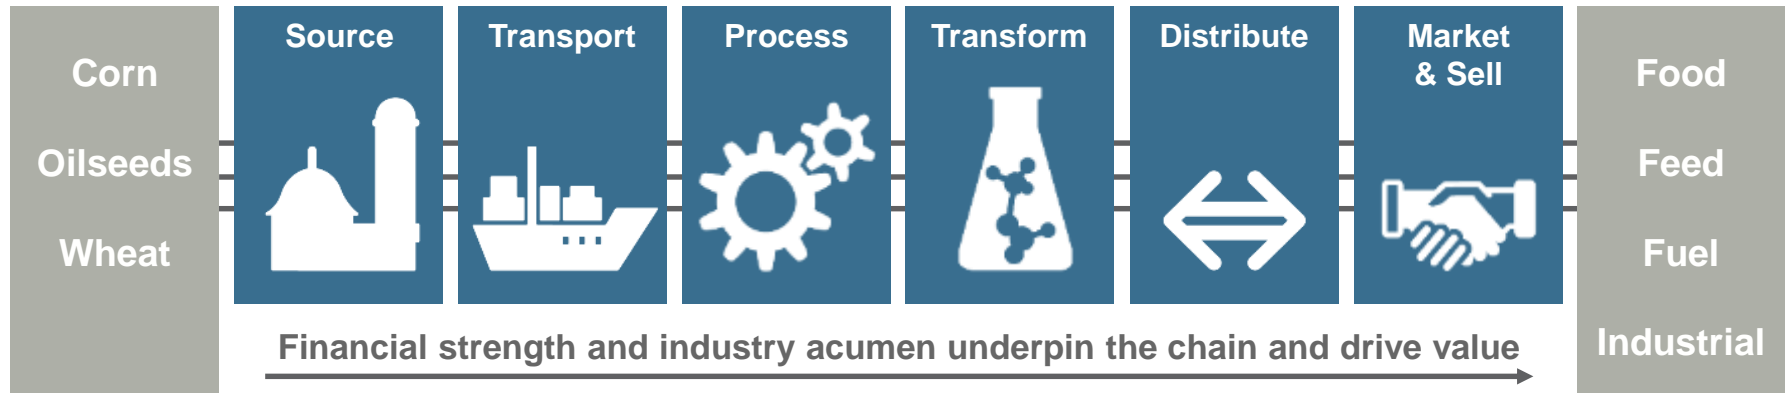 Corn
Oilseeds
Wheat
Source
Transport
Process
Transform
Distribute
Market
& Sell
Food
Feed
Fuel
Industrial
Financial strength and industry acumen underpin the chain and drive value